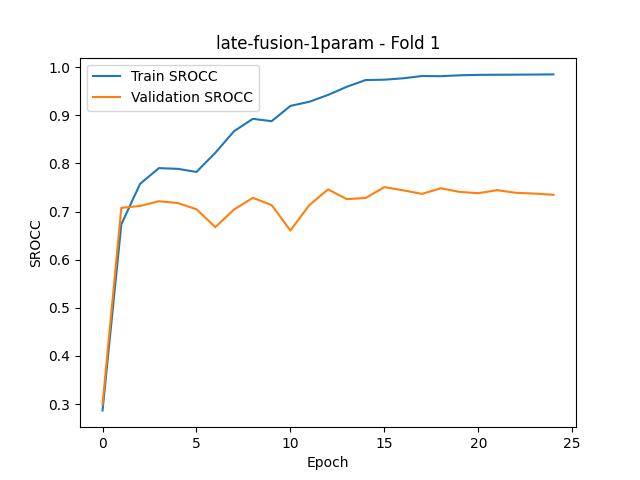 late-fusion-1param - Fold 1
Train SROCC
Validation SROCC
1.0
0.9
0.8
0.7
0.6
0.5
0.4
0.3
SROCC
0 5 10 15 20 25
Epoch